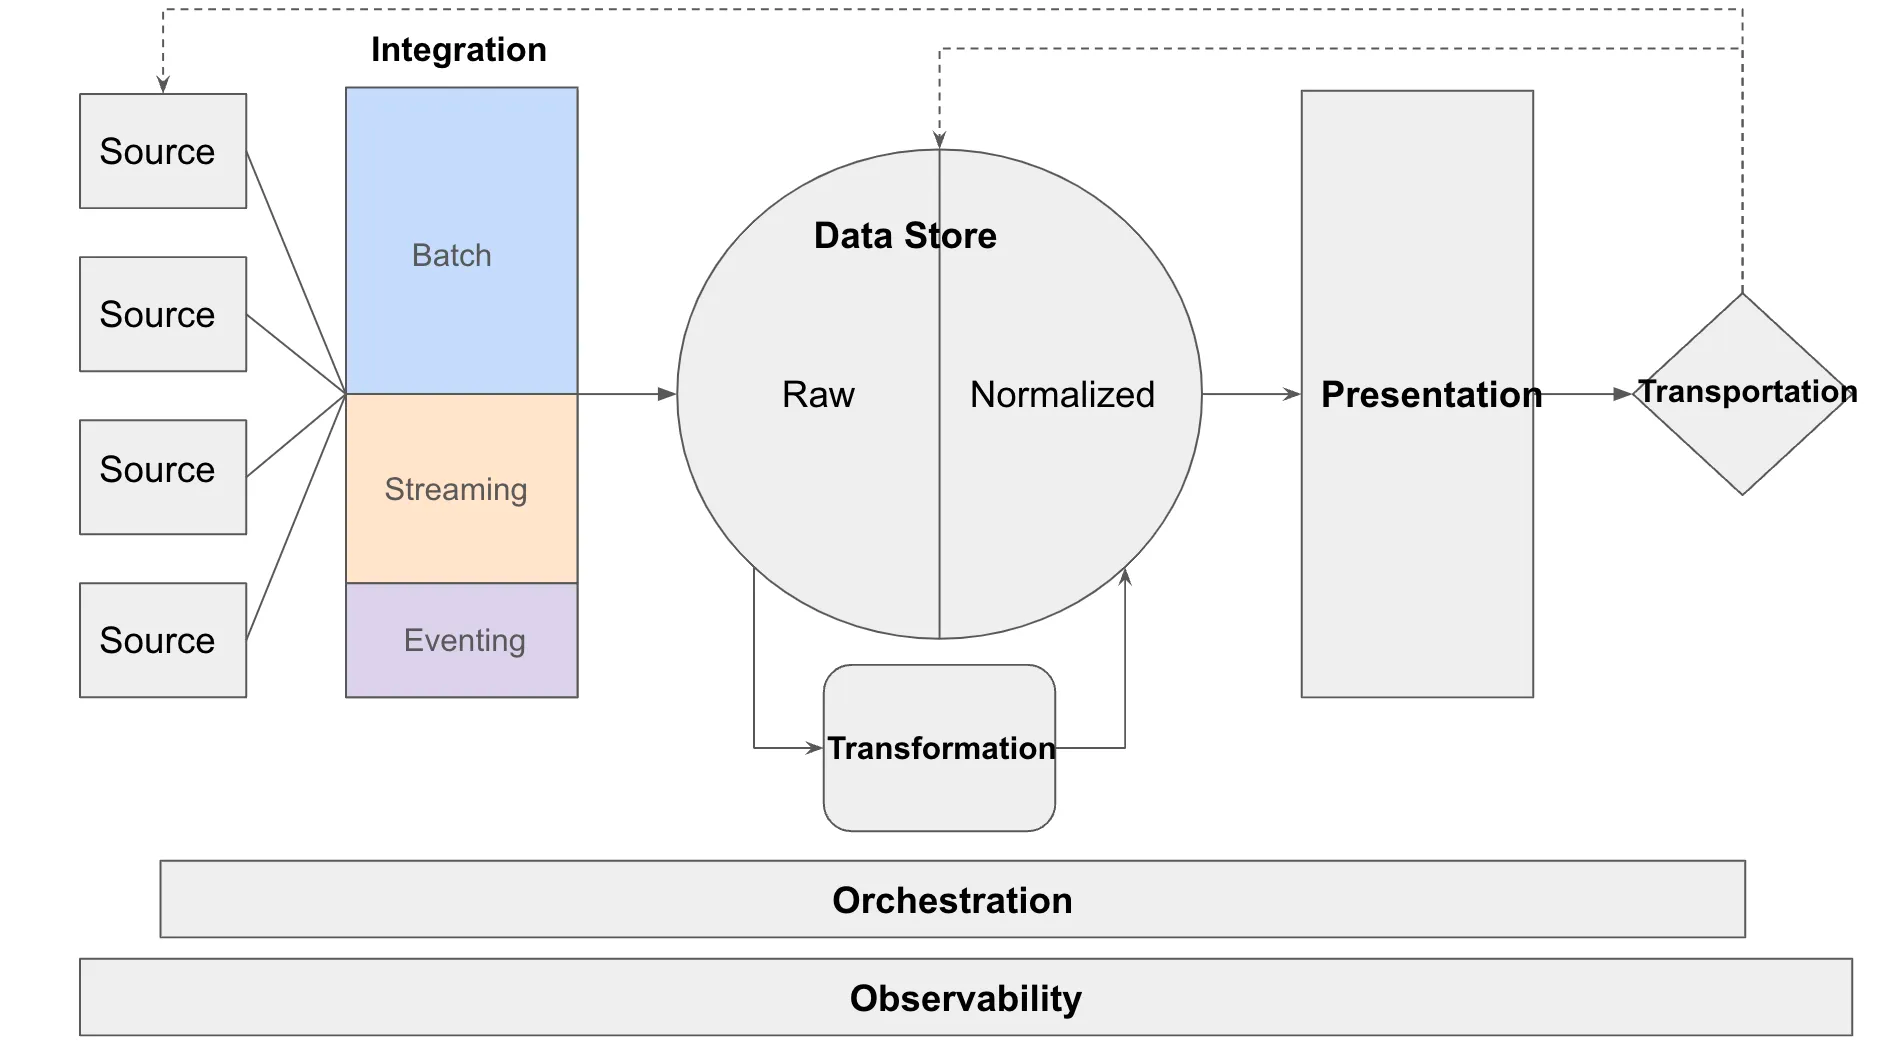 Integration
Source
Source
Source
Source
Batch
Streaming
Eventing
Data Store
Raw
Normalized
Transformation
Presentation
Transportation
Orchestration
Observability